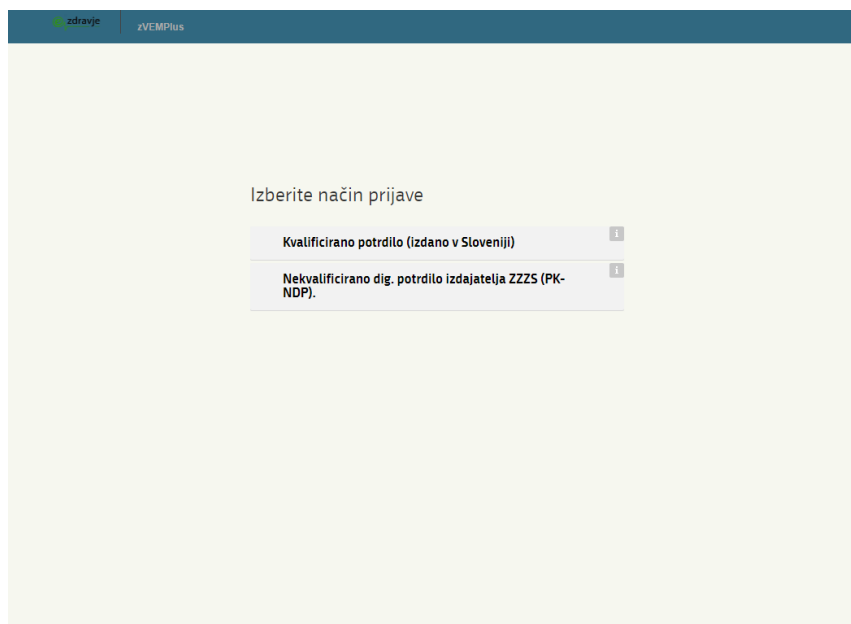 zdravje
zVEMPlus
Izberite način prijave
Kvalificirano potrdilo (izdano v Sloveniji)
i
Nekvalificirano dig. potrdilo izdajatelja ZZZS (PK-
NDP).
i